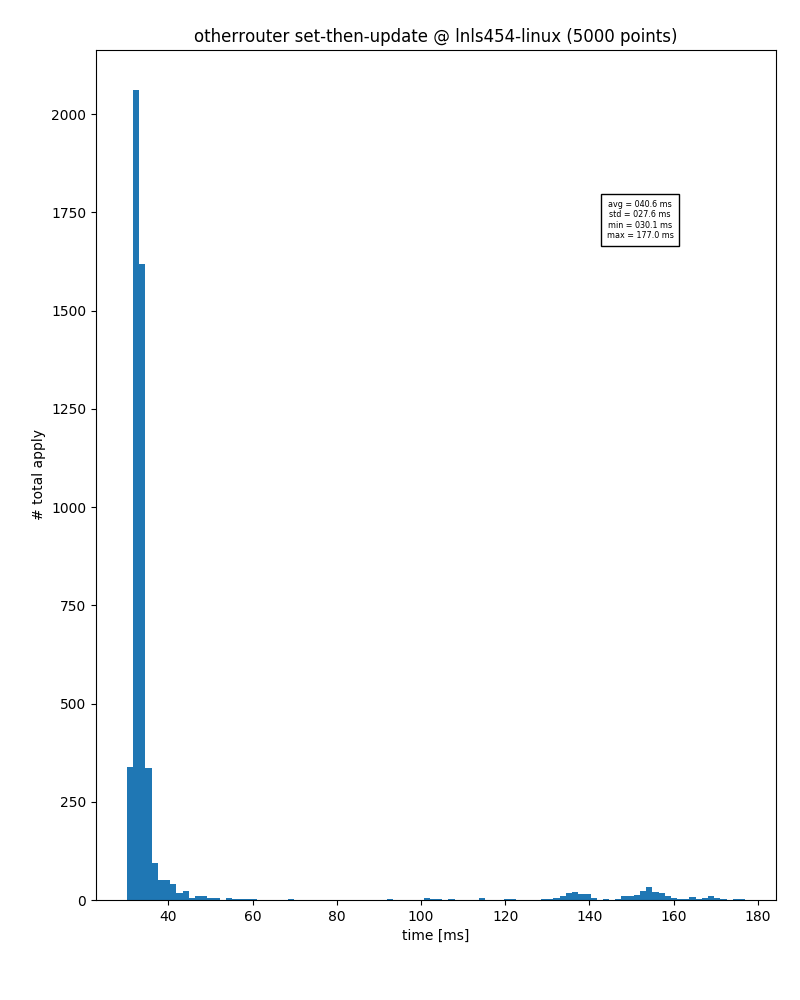 otherrouter set-then-update @ lnls454-linux (5000 points)
2000
1750
1500
1250
1000
750
500
250
0
# total apply
avg = 040.6 ms
std = 027.6 ms
min = 030.1 ms
max = 177.0 ms
40 60 80 100 120 140 160 180
time [ms]